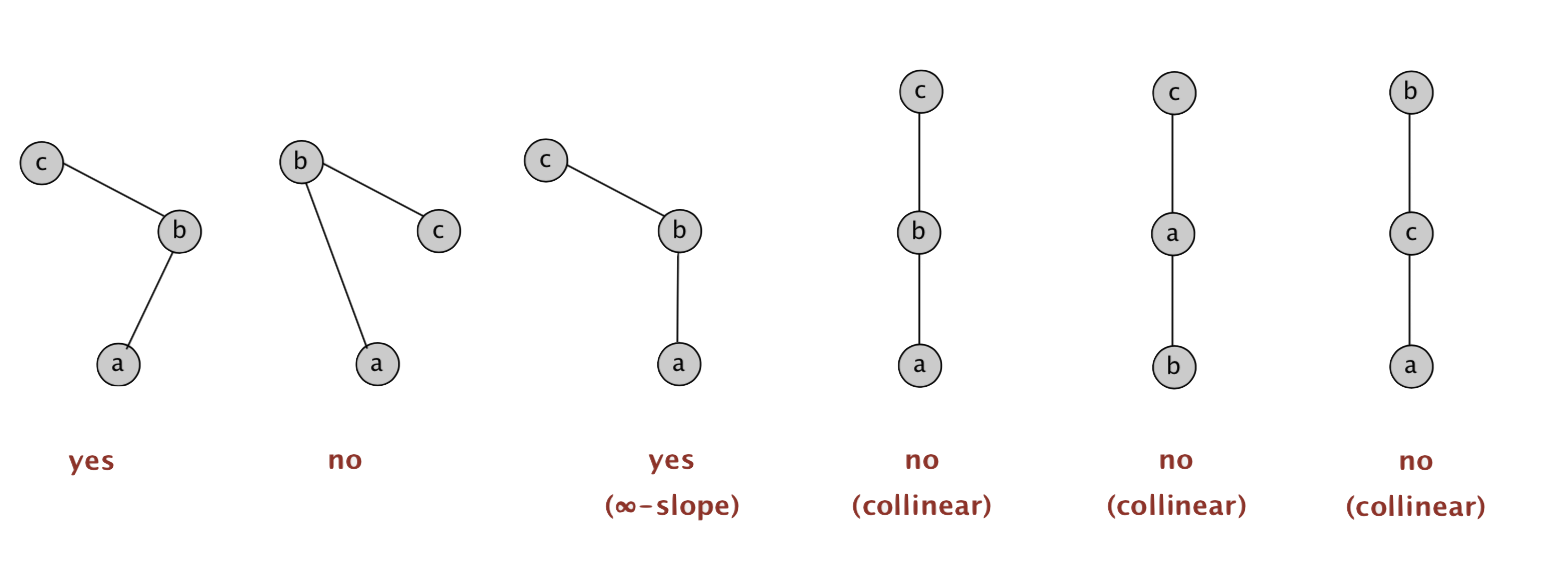 c
b
a
yes
b
c
a
no
c
b
a
yes
(∞-slope)
c
b
a
no
(collinear)
c
a
b
no
(collinear)
b
c
a
no
(collinear)